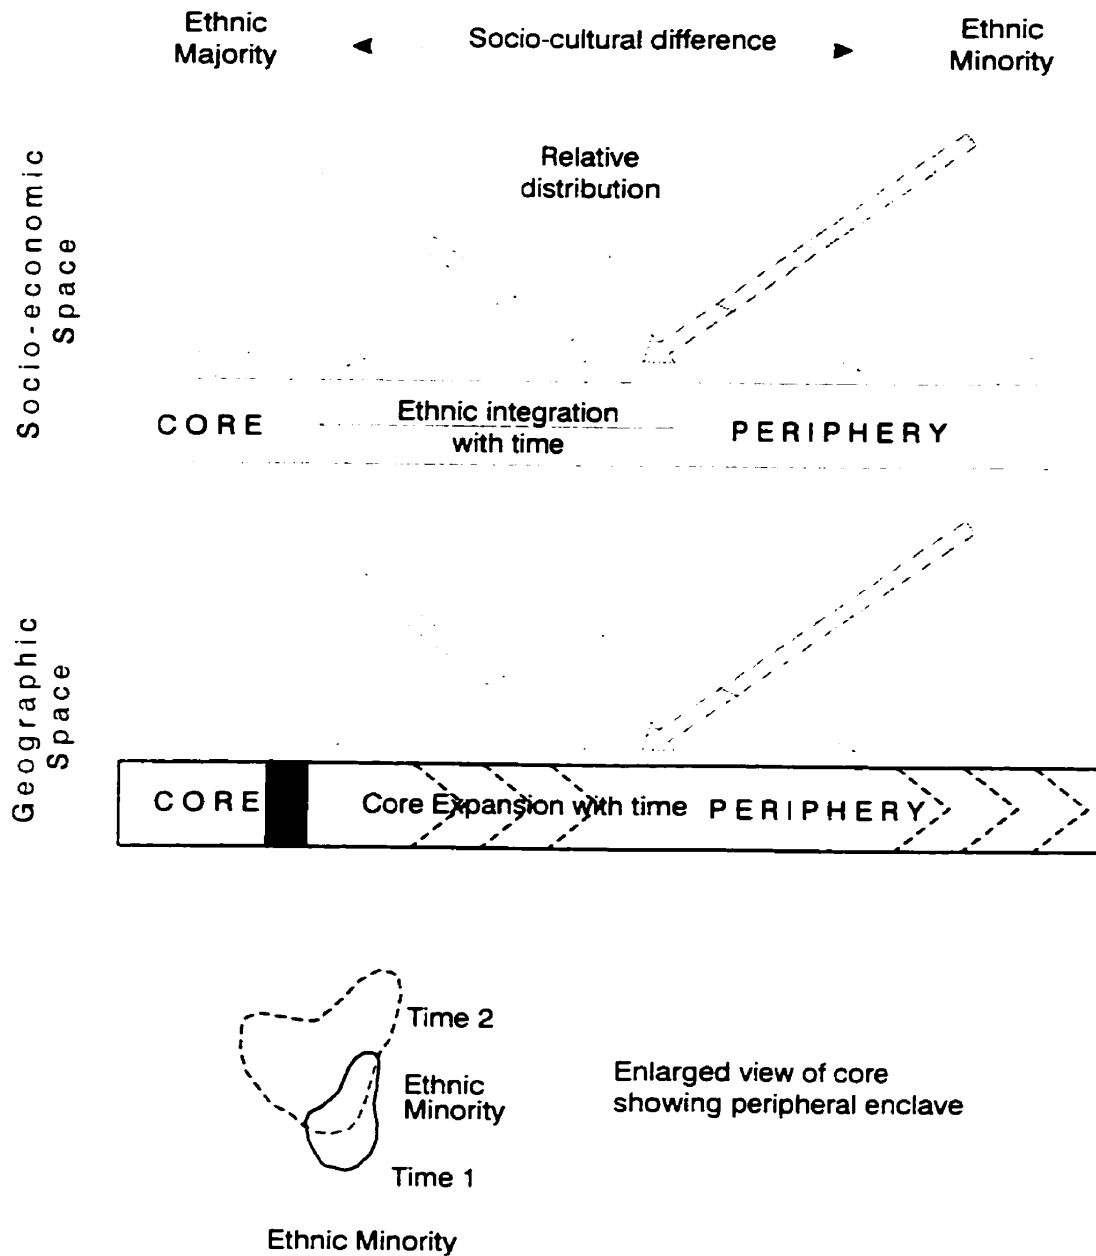 Ethnic
Majority
Socio-cultural difference
Ethnic
Minority
Socio-economic
Space
Relative
distribution
CORE
Ethnic integration
with time
PERIPHERY
Geographic
Space
CORE
Core Expansion with time
PERIPHERY
Time 2
Ethnic
Minority
Time 1
Enlarged view of core
showing peripheral enclave
Ethnic Minority